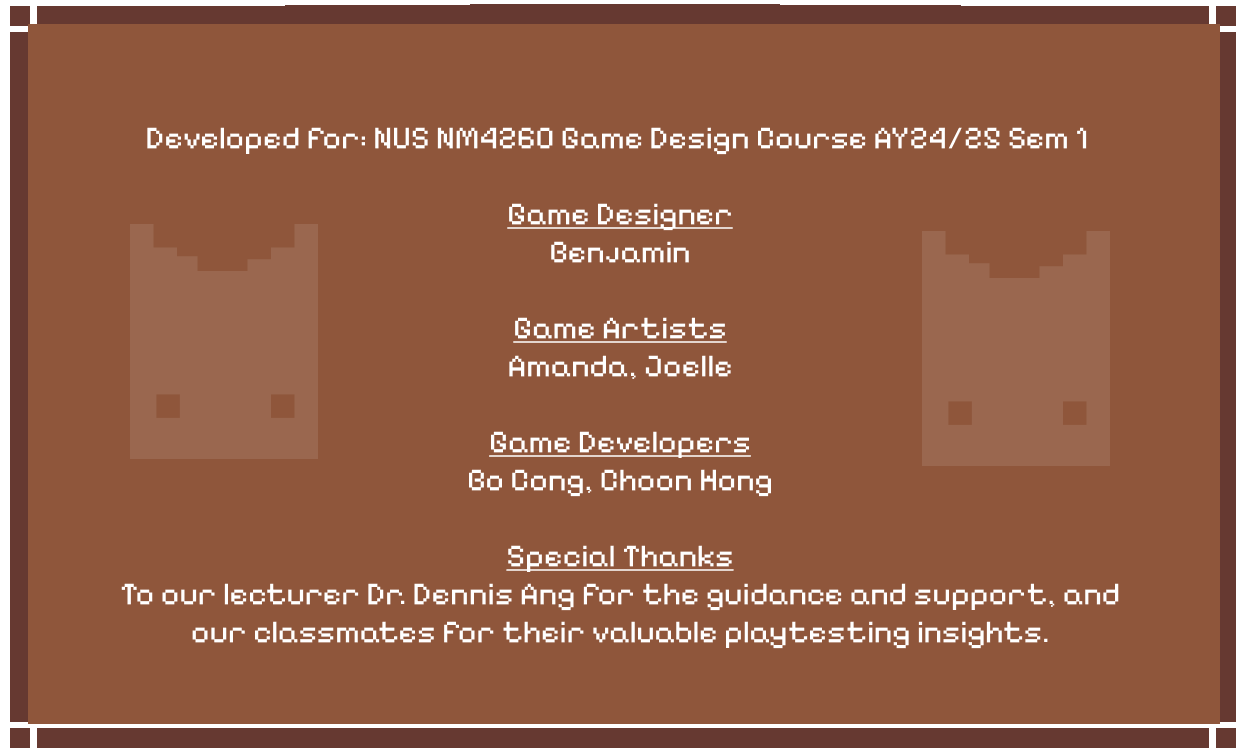 Developed for: NUS NM4260 Game Design Course AY24/25 Sem 1
Game Designer
Benjamin
Game Artists
Amanda, Joelle
Game Developers
Bo Cong, Choon Hong
Special Thanks
To our lecturer Dr. Dennis Ang for the guidance and support, and
our classmates for their valuable playtesting insights.